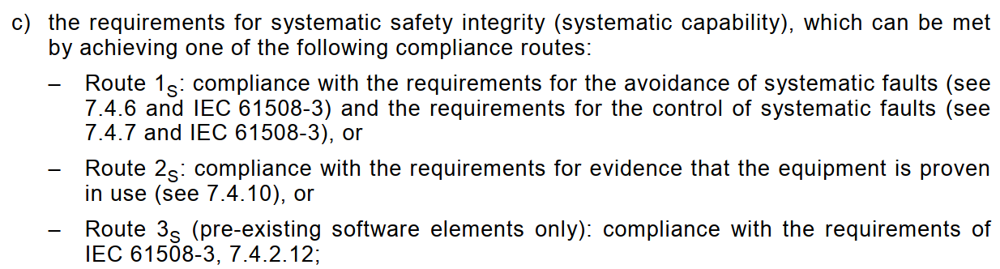 c) the requirements for systematic safety integrity (systematic capability), which can be met
by achieving one of the following compliance routes:
– Route 1S: compliance with the requirements for the avoidance of systematic faults (see
7.4.6 and IEC 61508-3) and the requirements for the control of systematic faults (see
7.4.7 and IEC 61508-3), or
– Route 2S: compliance with the requirements for evidence that the equipment is proven
in use (see 7.4.10), or
– Route 3S (pre-existing software elements only): compliance with the requirements of
IEC 61508-3, 7.4.2.12;